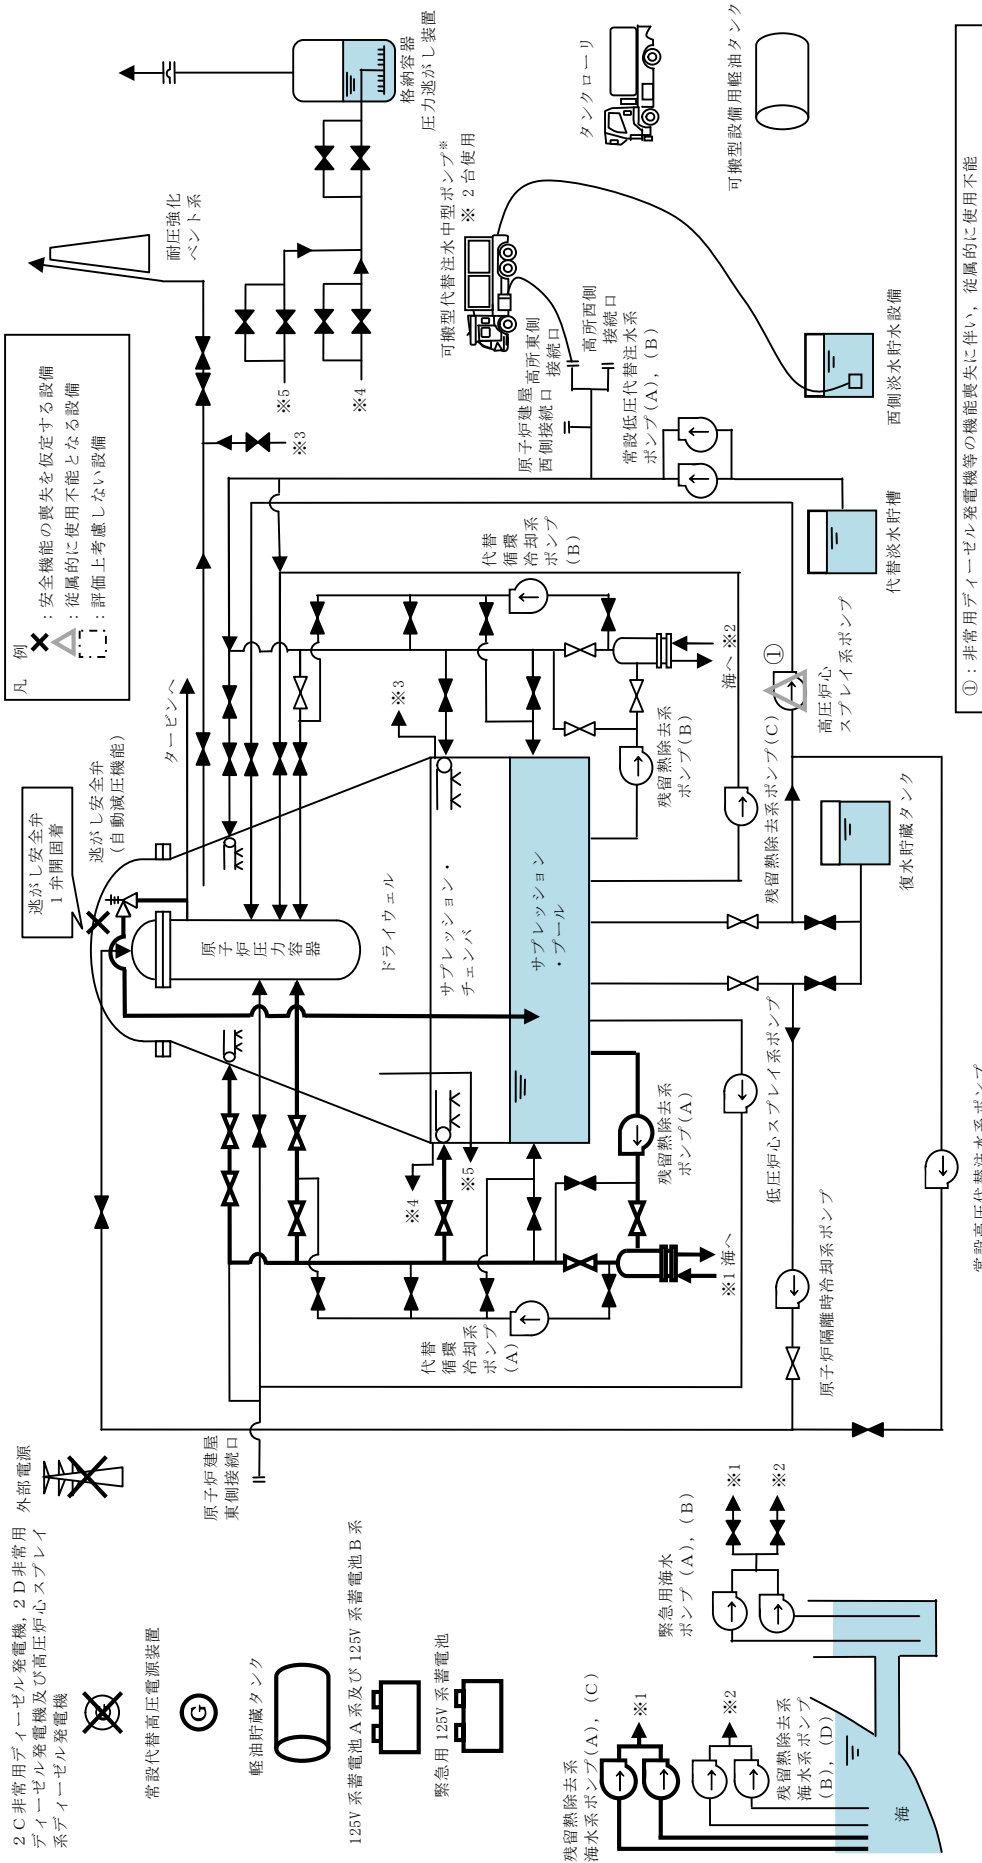 2C非常用ディーゼル発電機,2D非常用
ディーゼル発電機及び高圧炉心スプレイ
系ディーゼル発電機
外部電源
常設代替高圧電源装置
G
軽油貯蔵タンク
125V系蓄電池A系及び125V系蓄電池B系
緊急用125V系蓄電池
原子炉建屋
東側接続口
残留熱除去系
海水系ポンプ(A),(C)
※1
※2
残留熱除去系
海水系ポンプ
(B),(D)
海
緊急用海水
ポンプ(A),(B)
※1
※2
逃がし安全弁
1弁開固着
逃がし安全弁
(自動減圧機能)
タービンへ
原子炉圧力容器
ドライウェル
サプレッション・
チェンバ
サプレッション
・プール
※4
※5
※3
代替
循環
冷却系
ポンプ
(A)
残留熱除去系
ポンプ(A)
※1
海へ
低圧炉心スプレイ系ポンプ
原子炉隔離時冷却系ポンプ
常設高圧代替注水系ポンプ
代替
循環
冷却系
ポンプ
(B)
残留熱除去系
ポンプ(B)
海へ
※2
残留熱除去系ポンプ(C)
①
高圧炉心
スプレイ系ポンプ
復水貯蔵タンク
凡 例
:安全機能の喪失を仮定する設備
:従属的に使用不能となる設備
:評価上考慮しない設備
耐圧強化
ベント系
※3
※5
※4
格納容器
圧力逃がし装置
可搬型代替注水中型ポンプ※
※ 2台使用
原子炉建屋
西側接続口
高所東側
接続口
高所西側
接続口
常設低圧代替注水系
ポンプ(A),(B)
代替淡水貯槽
西側淡水貯水設備
タンクローリ
可搬型設備用軽油タンク
①:非常用ディーゼル発電機等の機能喪失に伴い,従属的に使用不能